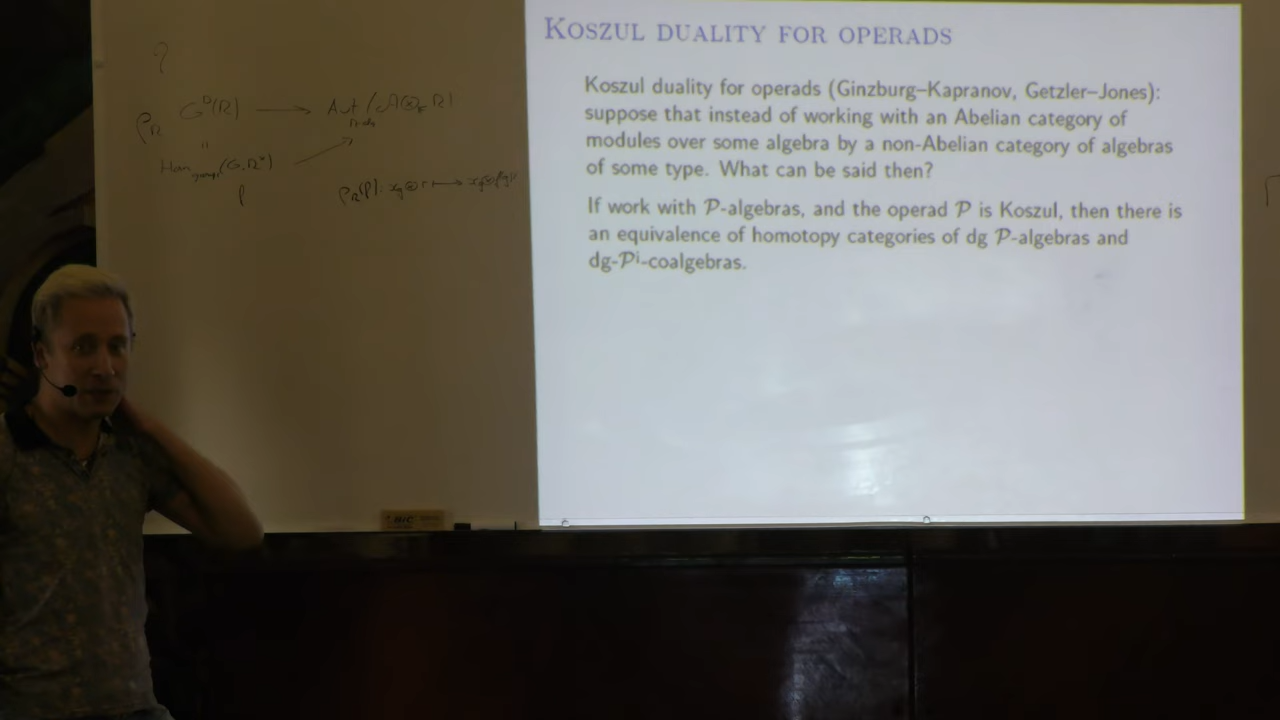 KOSZUL DUALITY FOR OPERADS
Koszul duality for operads (Ginzburg–Kapranov, Getzler–Jones):
suppose that instead of working with an Abelian category of
modules over some algebra by a non-Abelian category of algebras
of some type. What can be said then?
If work with 𝒫-algebras, and the operad 𝒫 is Koszul, then there is
an equivalence of homotopy categories of dg 𝒫-algebras and
dg-𝒫¡-coalgebras.
?
ρ_R G^D(R) ⟶ Aut (A⊗_F R)
Hom (G, R^×)
ρ